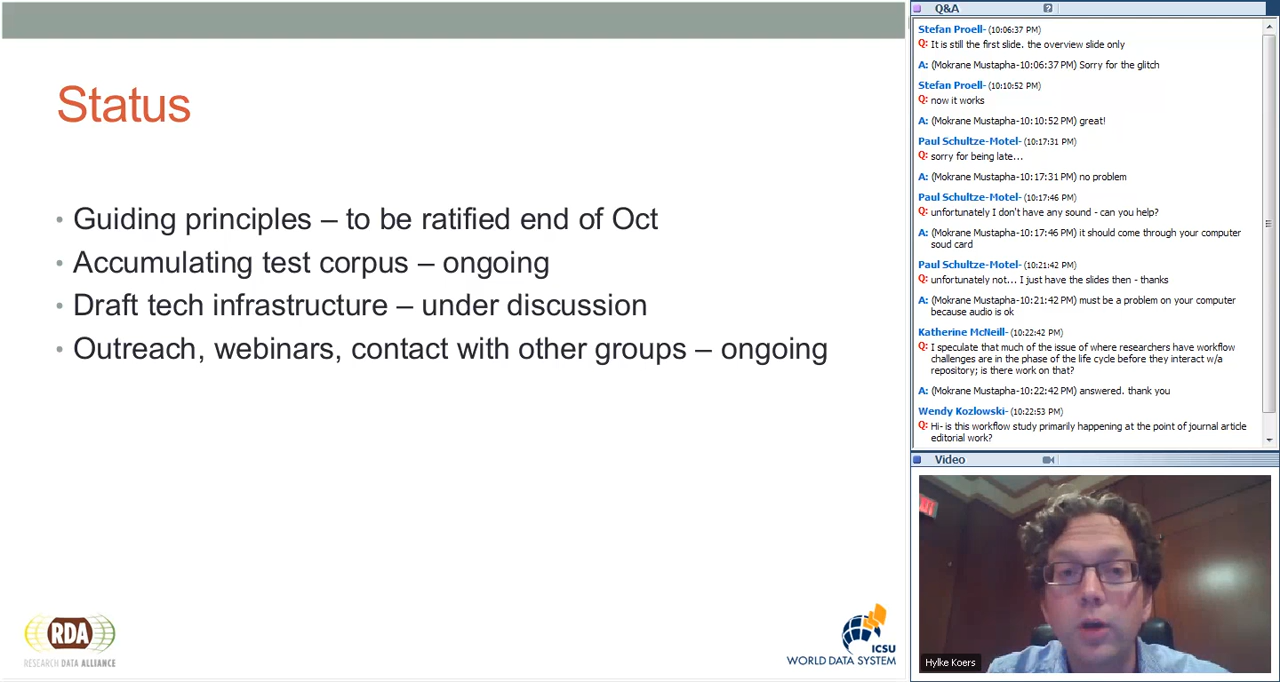 Status
• Guiding principles – to be ratified end of Oct
• Accumulating test corpus – ongoing
• Draft tech infrastructure – under discussion
• Outreach, webinars, contact with other groups – ongoing
RDA
RESEARCH DATA ALLIANCE
ICSU
WORLD DATA SYSTEM
Q&A
?
Stefan Proell- (10:06:37 PM)
Q: It is still the first slide. the overview slide only
A: (Mokrane Mustapha-10:06:37 PM) Sorry for the glitch
Stefan Proell- (10:10:52 PM)
Q: now it works
A: (Mokrane Mustapha-10:10:52 PM) great!
Paul Schultze-Motel- (10:17:31 PM)
Q: sorry for being late...
A: (Mokrane Mustapha-10:17:31 PM) no problem
Paul Schultze-Motel- (10:17:46 PM)
Q: unfortunately I don't have any sound - can you help?
A: (Mokrane Mustapha-10:17:46 PM) it should come through your computer
soud card
Paul Schultze-Motel- (10:21:42 PM)
Q: unfortunately not... I just have the slides then - thanks
A: (Mokrane Mustapha-10:21:42 PM) must be a problem on your computer
because audio is ok
Katherine McNeill- (10:22:42 PM)
Q: I speculate that much of the issue of where researchers have workflow
challenges are in the phase of the life cycle before they interact w/a
repository; is there work on that?
A: (Mokrane Mustapha-10:22:42 PM) answered. thank you
Wendy Kozlowski- (10:22:53 PM)
Q: Hi- is this workflow study primarily happening at the point of journal article
editorial work?
Video
Hylke Koers